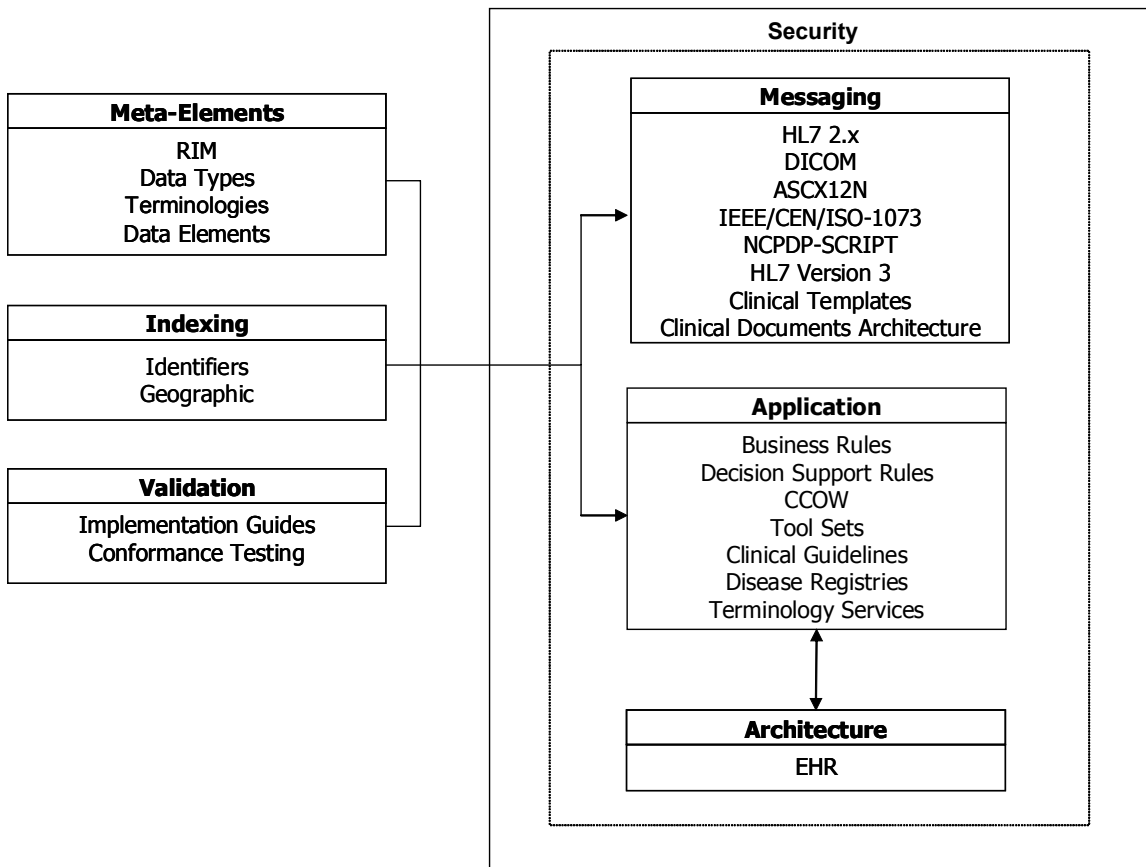 Security
Meta-Elements
RIM
Data Types
Terminologies
Data Elements
Indexing
Identifiers
Geographic
Validation
Implementation Guides
Conformance Testing
Messaging
HL7 2.x
DICOM
ASCX12N
IEEE/CEN/ISO-1073
NCPDP-SCRIPT
HL7 Version 3
Clinical Templates
Clinical Documents Architecture
Application
Business Rules
Decision Support Rules
CCOW
Tool Sets
Clinical Guidelines
Disease Registries
Terminology Services
Architecture
EHR